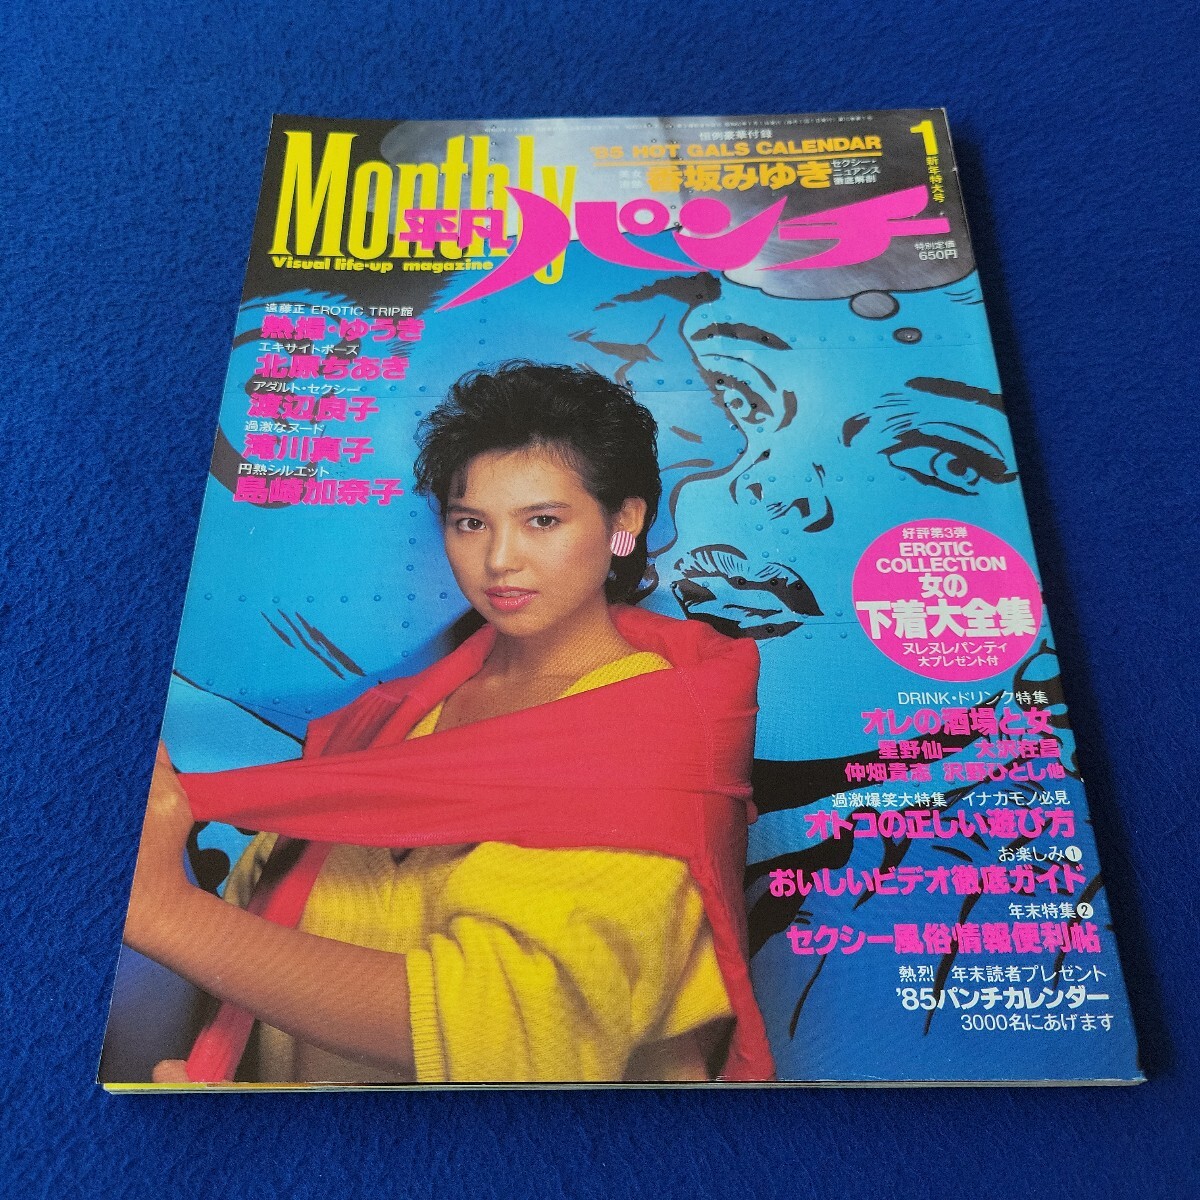 Monthly
平凡パンチ
Visual life-up magazine
恒例豪華付録
'85 HOT GALS CALENDAR
香坂みゆき
セクシー・
ニュアンス
徹底解剖
1
新年特大号
特別定価
650円
遠藤正 EROTIC TRIP館
熱撮・ゆうき
エキサイトポーズ
北原ちあき
アダルト・セクシー
渡辺良子
過激なヌード
滝川真子
円熟シルエット
島崎加奈子
好評第3弾
EROTIC
COLLECTION
女の
下着大全集
ヌレヌレパンティ
大プレゼント付
DRINK・ドリンク特集
オレの酒場と女
星野仙一 大沢在昌
仲畑貴志 沢野ひとし他
過激爆笑大特集 イナカモノ必見
オトコの正しい遊び方
お楽しみ❶
おいしいビデオ徹底ガイド
年末特集❷
セクシー風俗情報便利帖
熱烈 年末読者プレゼント
'85パンチカレンダー
3000名にあげます